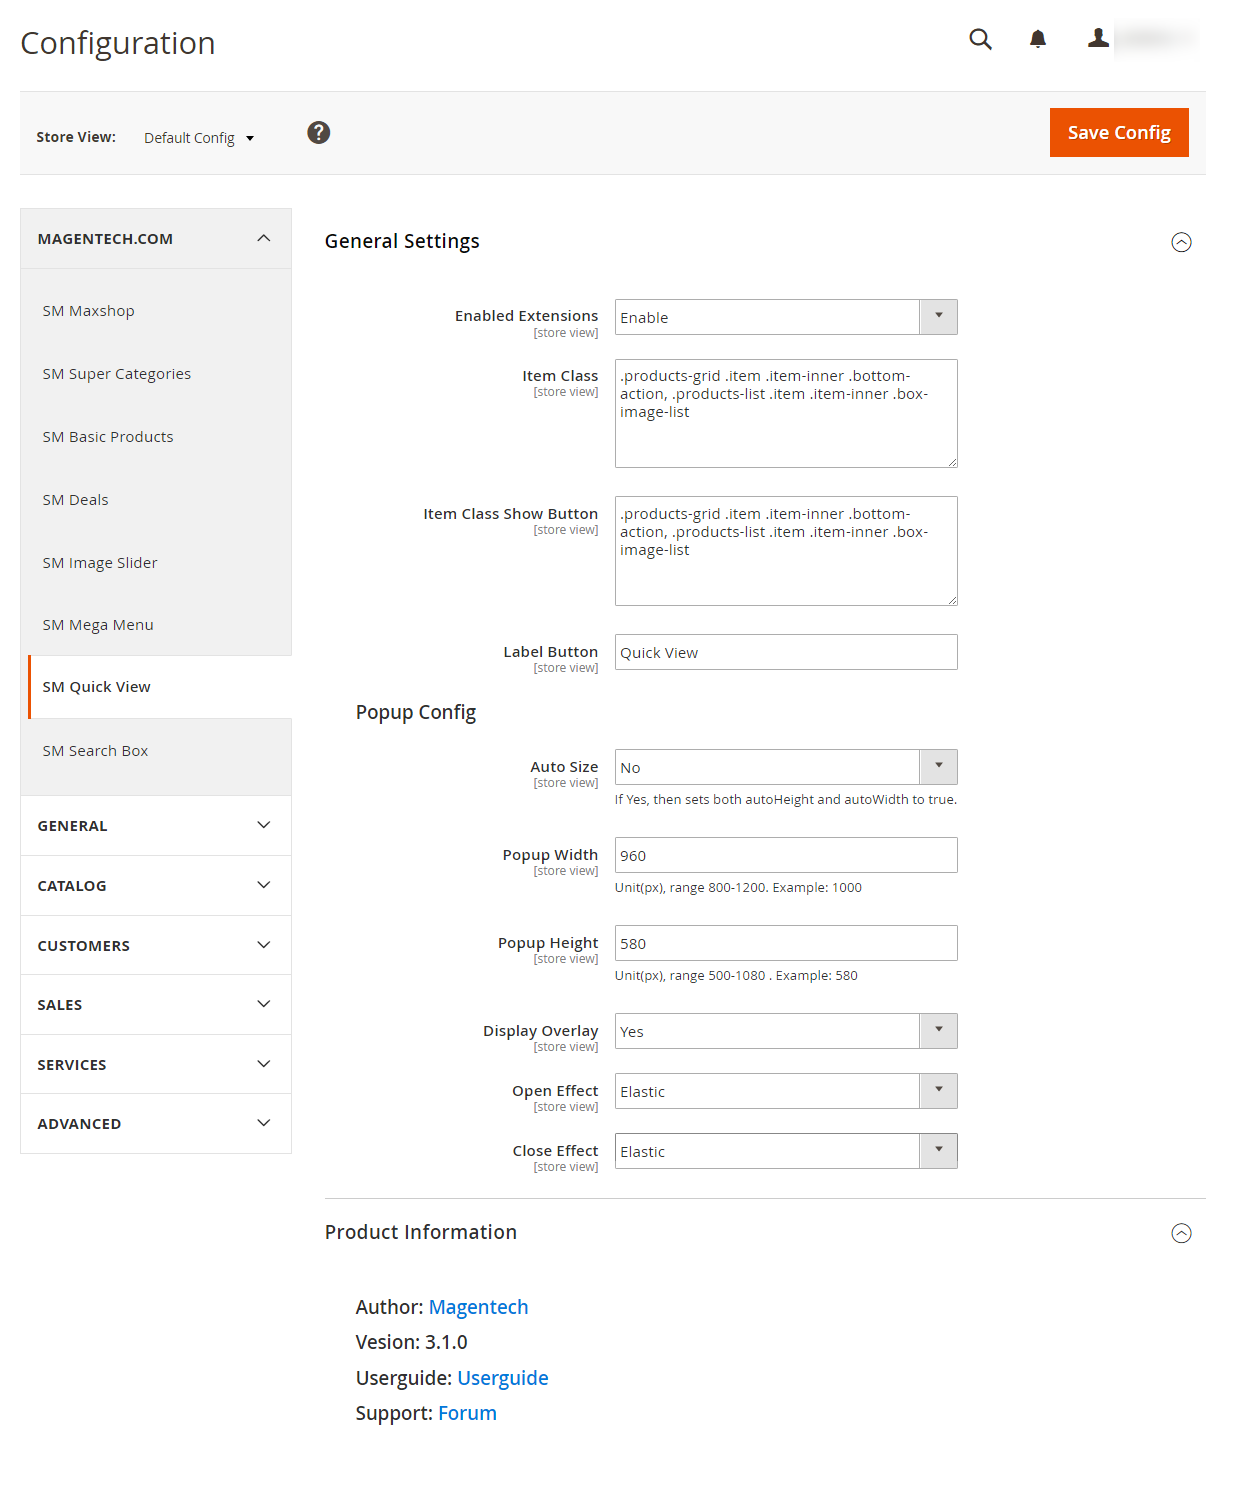 Configuration
Store View: Default Config
?
Save Config
MAGENTECH.COM
SM Maxshop
SM Super Categories
SM Basic Products
SM Deals
SM Image Slider
SM Mega Menu
SM Quick View
SM Search Box
GENERAL
CATALOG
CUSTOMERS
SALES
SERVICES
ADVANCED
General Settings
Enabled Extensions
[store view]
Enable
Item Class
[store view]
.products-grid .item .item-inner .bottom-
action, .products-list .item .item-inner .box-
image-list
Item Class Show Button
[store view]
.products-grid .item .item-inner .bottom-
action, .products-list .item .item-inner .box-
image-list
Label Button
[store view]
Quick View
Popup Config
Auto Size
[store view]
No
If Yes, then sets both autoHeight and autoWidth to true.
Popup Width
[store view]
960
Unit(px), range 800-1200. Example: 1000
Popup Height
[store view]
580
Unit(px), range 500-1080 . Example: 580
Display Overlay
[store view]
Yes
Open Effect
[store view]
Elastic
Close Effect
[store view]
Elastic
Product Information
Author: Magentech
Vesion: 3.1.0
Userguide: Userguide
Support: Forum